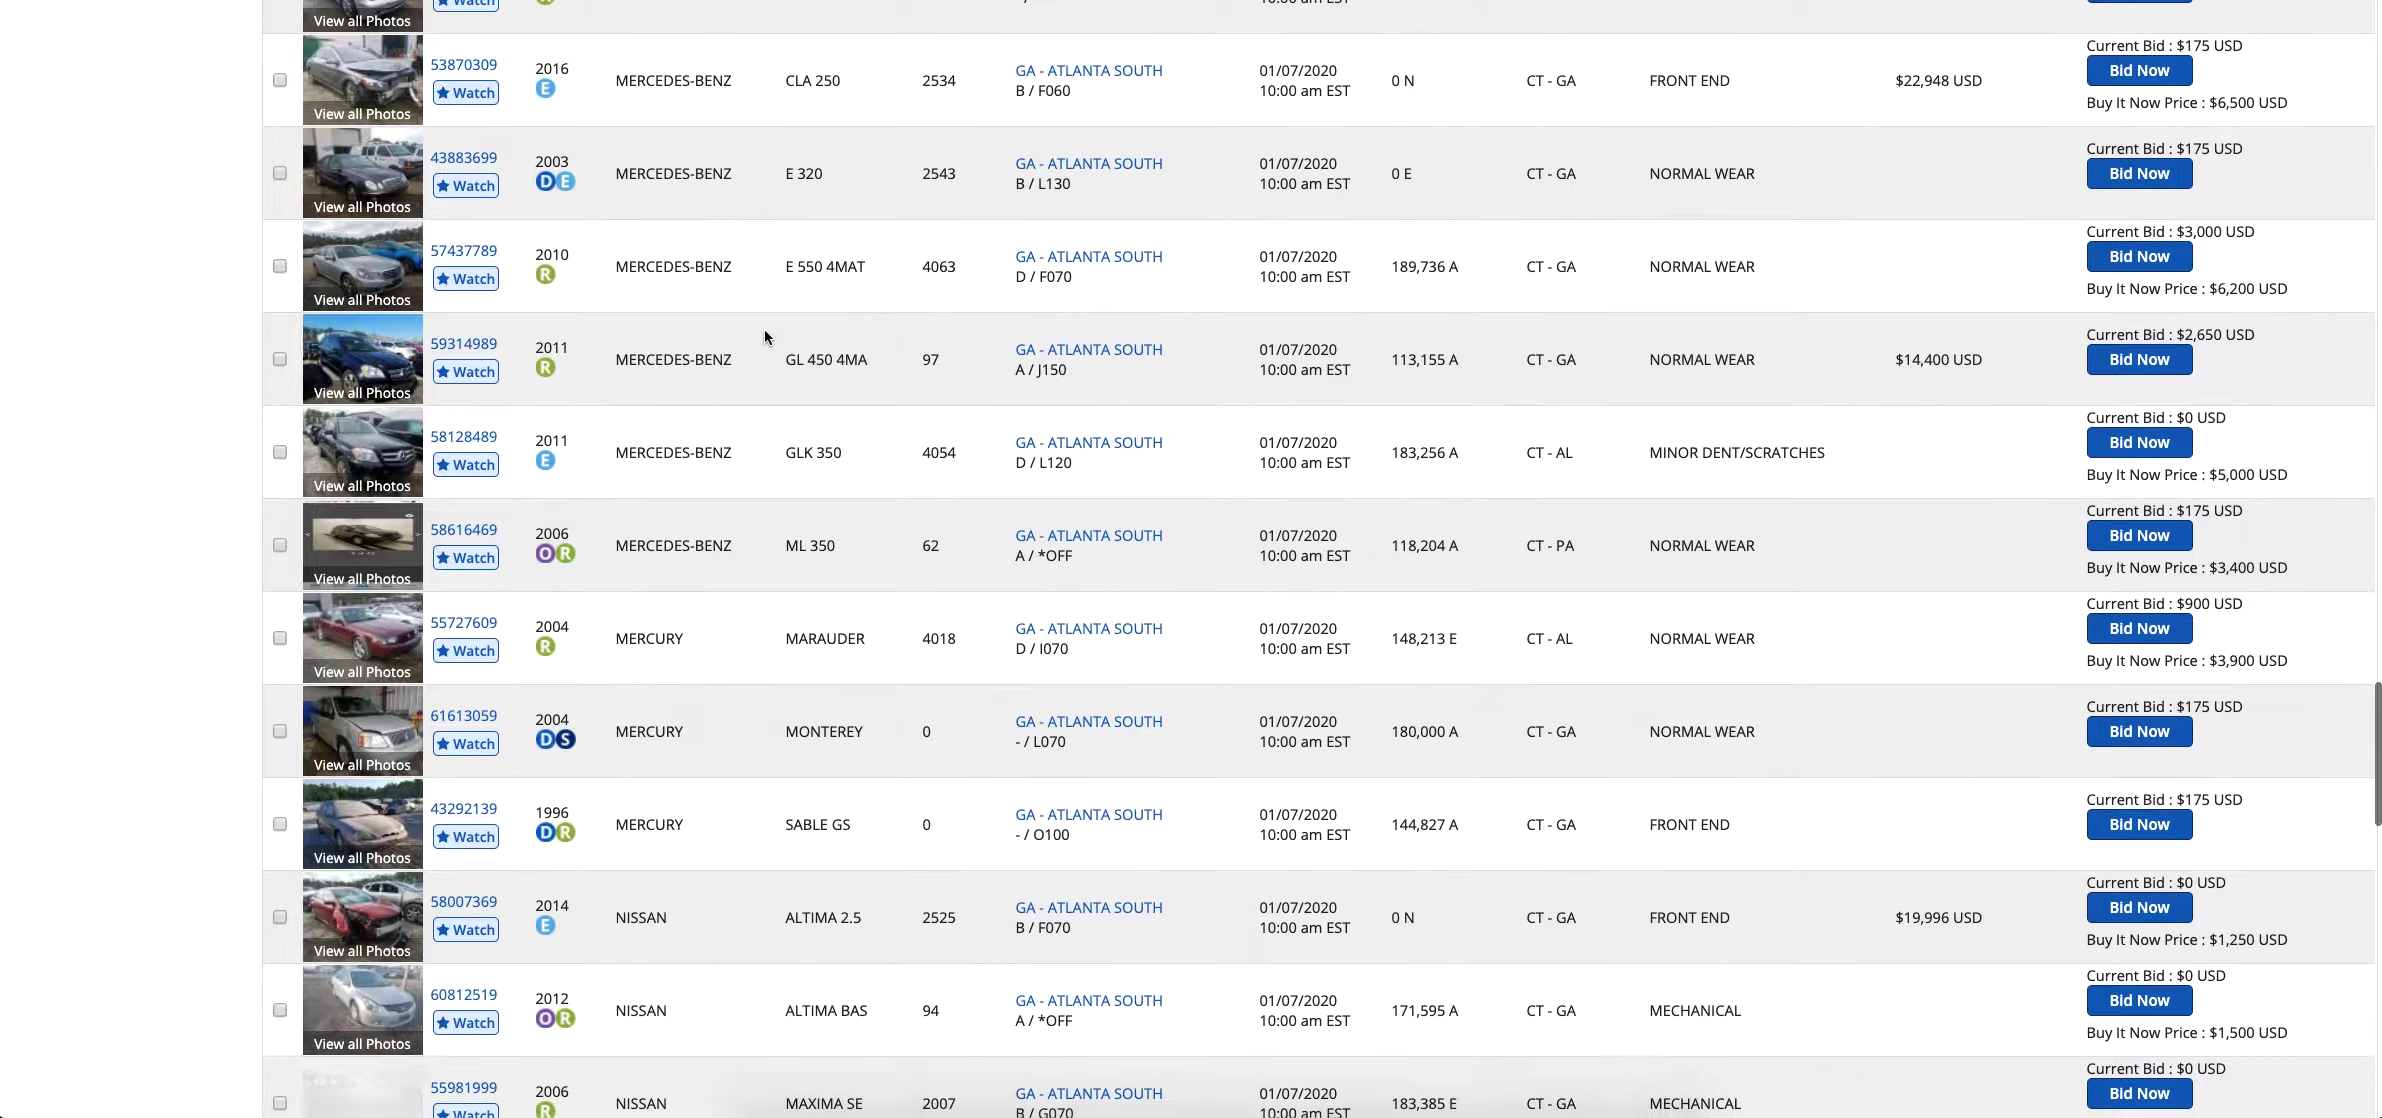 View all Photos
Watch
10:00 am EST
View all Photos
53870309
Watch
2016
E
MERCEDES-BENZ
CLA 250
2534
GA - ATLANTA SOUTH
B / F060
01/07/2020
10:00 am EST
0 N
CT - GA
FRONT END
$22,948 USD
Current Bid : $175 USD
Bid Now
Buy It Now Price : $6,500 USD
View all Photos
43883699
Watch
2003
D E
MERCEDES-BENZ
E 320
2543
GA - ATLANTA SOUTH
B / L130
01/07/2020
10:00 am EST
0 E
CT - GA
NORMAL WEAR
Current Bid : $175 USD
Bid Now
View all Photos
57437789
Watch
2010
R
MERCEDES-BENZ
E 550 4MAT
4063
GA - ATLANTA SOUTH
D / F070
01/07/2020
10:00 am EST
189,736 A
CT - GA
NORMAL WEAR
Current Bid : $3,000 USD
Bid Now
Buy It Now Price : $6,200 USD
View all Photos
59314989
Watch
2011
R
MERCEDES-BENZ
GL 450 4MA
97
GA - ATLANTA SOUTH
A / J150
01/07/2020
10:00 am EST
113,155 A
CT - GA
NORMAL WEAR
$14,400 USD
Current Bid : $2,650 USD
Bid Now
View all Photos
58128489
Watch
2011
E
MERCEDES-BENZ
GLK 350
4054
GA - ATLANTA SOUTH
D / L120
01/07/2020
10:00 am EST
183,256 A
CT - AL
MINOR DENT/SCRATCHES
Current Bid : $0 USD
Bid Now
Buy It Now Price : $5,000 USD
View all Photos
58616469
Watch
2006
O R
MERCEDES-BENZ
ML 350
62
GA - ATLANTA SOUTH
A / *OFF
01/07/2020
10:00 am EST
118,204 A
CT - PA
NORMAL WEAR
Current Bid : $175 USD
Bid Now
Buy It Now Price : $3,400 USD
View all Photos
55727609
Watch
2004
R
MERCURY
MARAUDER
4018
GA - ATLANTA SOUTH
D / I070
01/07/2020
10:00 am EST
148,213 E
CT - AL
NORMAL WEAR
Current Bid : $900 USD
Bid Now
Buy It Now Price : $3,900 USD
View all Photos
61613059
Watch
2004
D S
MERCURY
MONTEREY
0
GA - ATLANTA SOUTH
- / L070
01/07/2020
10:00 am EST
180,000 A
CT - GA
NORMAL WEAR
Current Bid : $175 USD
Bid Now
View all Photos
43292139
Watch
1996
D R
MERCURY
SABLE GS
0
GA - ATLANTA SOUTH
- / O100
01/07/2020
10:00 am EST
144,827 A
CT - GA
FRONT END
Current Bid : $175 USD
Bid Now
View all Photos
58007369
Watch
2014
E
NISSAN
ALTIMA 2.5
2525
GA - ATLANTA SOUTH
B / F070
01/07/2020
10:00 am EST
0 N
CT - GA
FRONT END
$19,996 USD
Current Bid : $0 USD
Bid Now
Buy It Now Price : $1,250 USD
View all Photos
60812519
Watch
2012
O R
NISSAN
ALTIMA BAS
94
GA - ATLANTA SOUTH
A / *OFF
01/07/2020
10:00 am EST
171,595 A
CT - GA
MECHANICAL
Current Bid : $0 USD
Bid Now
Buy It Now Price : $1,500 USD
55981999
Watch
2006
R
NISSAN
MAXIMA SE
2007
GA - ATLANTA SOUTH
B / G070
01/07/2020
10:00 am EST
183,385 E
CT - GA
MECHANICAL
Current Bid : $0 USD
Bid Now